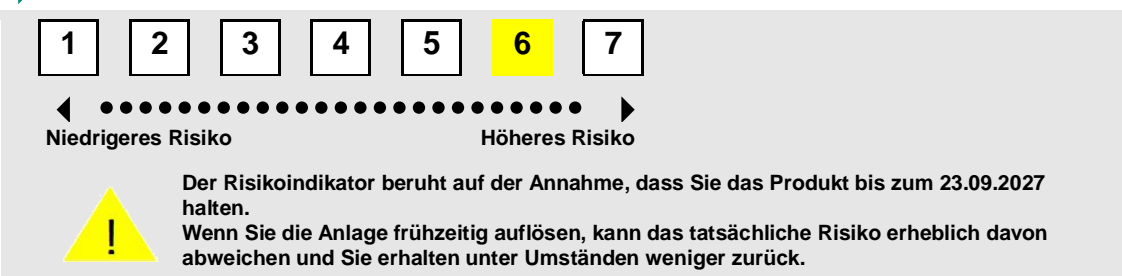 1 2 3 4 5 6 7
Niedrigeres Risiko Höheres Risiko
Der Risikoindikator beruht auf der Annahme, dass Sie das Produkt bis zum 23.09.2027
halten.
Wenn Sie die Anlage frühzeitig auflösen, kann das tatsächliche Risiko erheblich davon
abweichen und Sie erhalten unter Umständen weniger zurück.
!